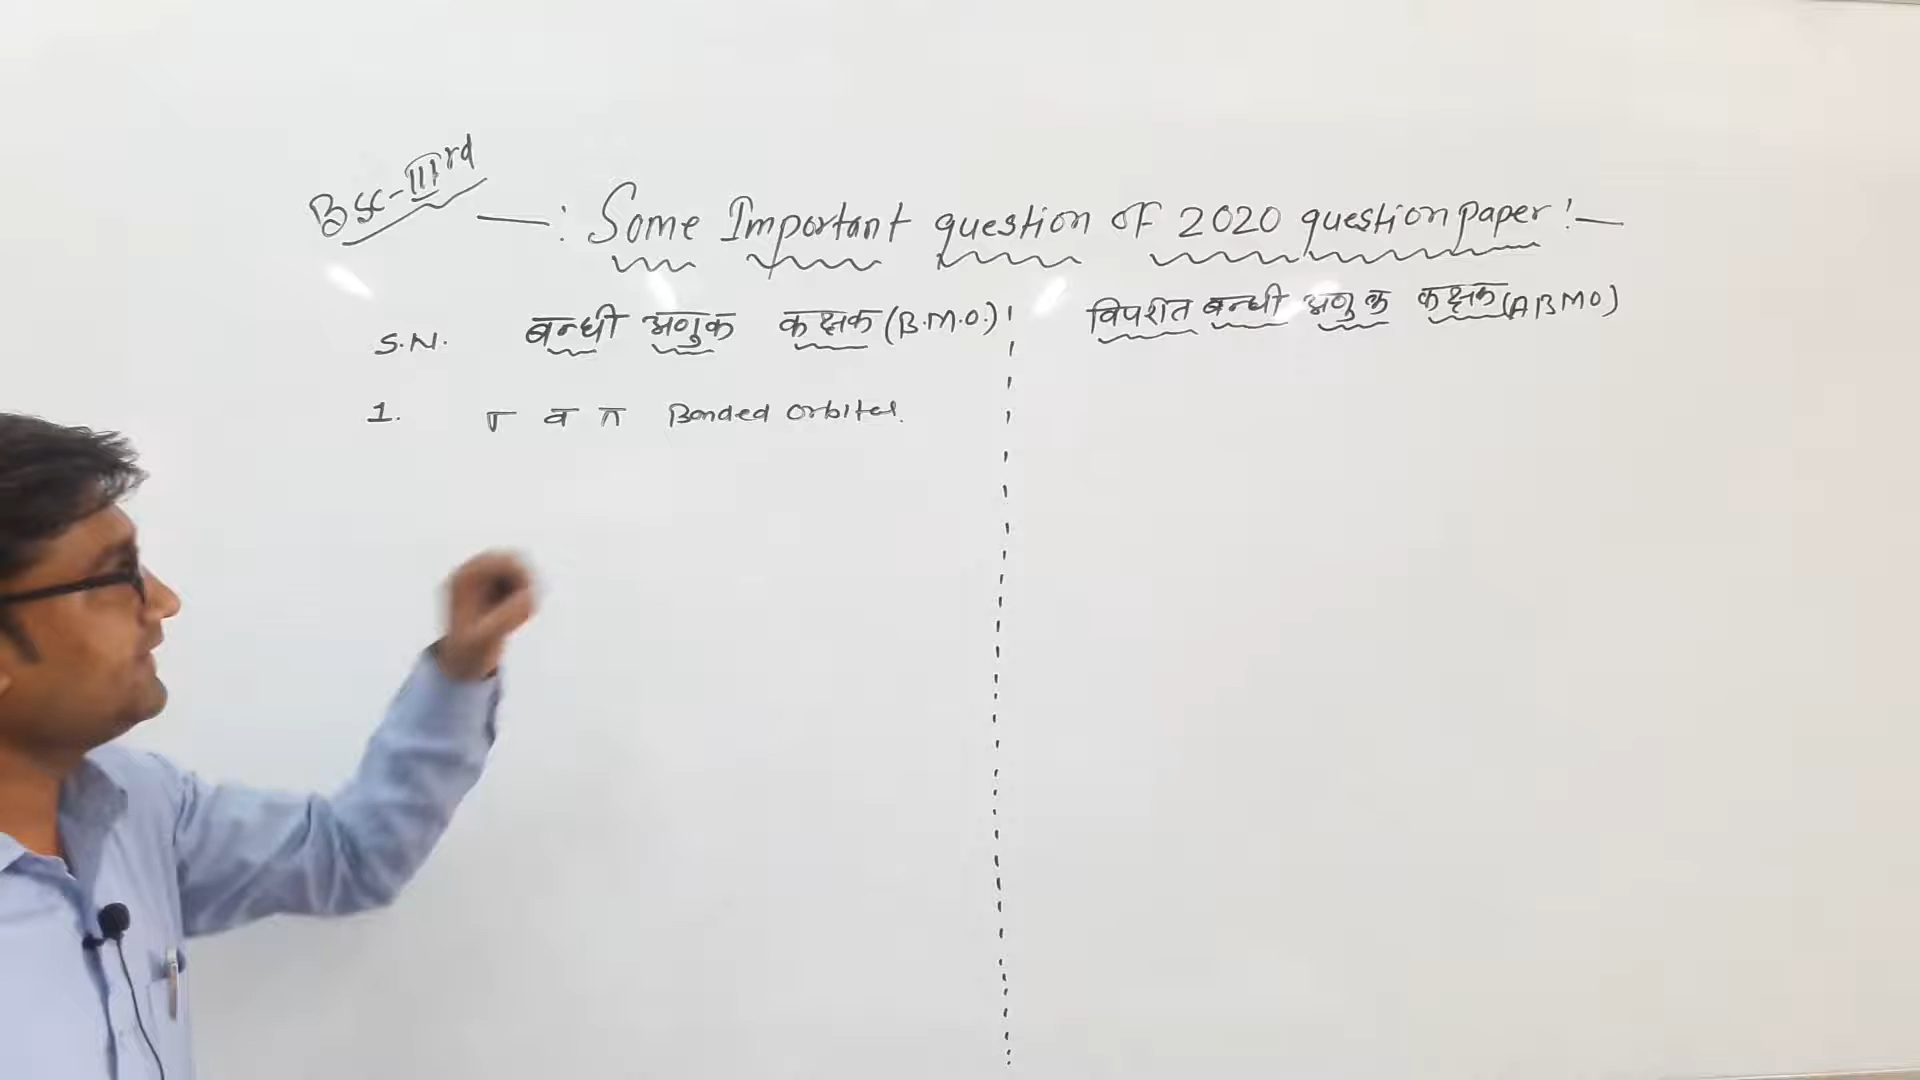 BSC-IIIrd
—: Some Important question of 2020 question paper!—
S.N. बन्धी अणुक कक्षक (B.M.O.) विपरीत बन्धी अणुक कक्षक (ABMO)
1. σ व π Bonded orbital.